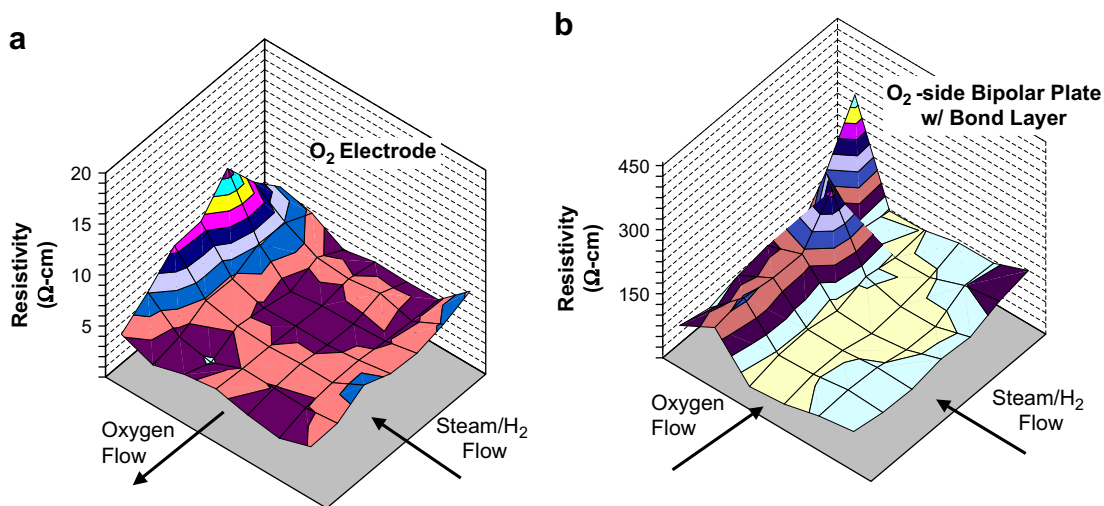 a
O₂ Electrode
20
15
10
5
Resistivity
(Ω-cm)
Oxygen
Flow
Steam/H₂
Flow
b
O₂ -side Bipolar Plate
w/ Bond Layer
450
300
150
Resistivity
(Ω-cm)
Oxygen
Flow
Steam/H₂
Flow